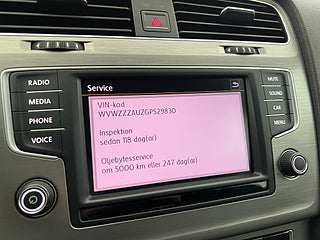 RADIO
MEDIA
PHONE
VOICE
Service
VIN-kod
WVWZZZAUZGP529830
Inspektion
sedan 118 dag(ar)
Oljebytesservice
om 5000 km eller 247 dag(ar)
MUTE
SOUND
CAR
MENU